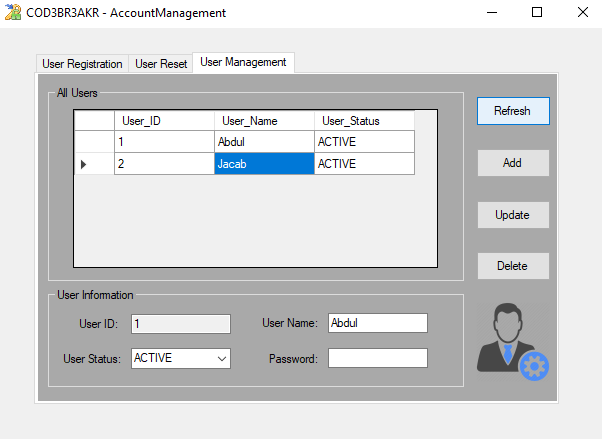 COD3BR3AKR - AccountManagement
User Registration User Reset User Management
All Users
User_ID User_Name User_Status
1 Abdul ACTIVE
2 Jacab ACTIVE
Refresh
Add
Update
Delete
User Information
User ID: 1 User Name: Abdul
User Status: ACTIVE Password: